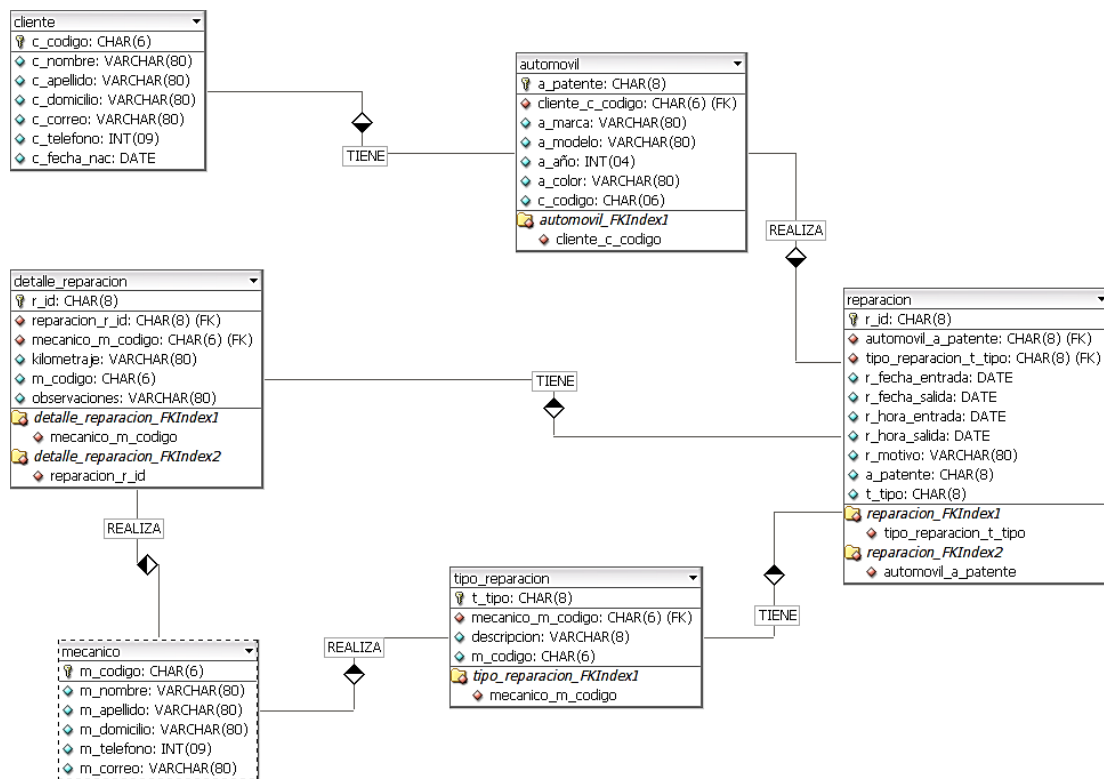 cliente
c_codigo: CHAR(6)
c_nombre: VARCHAR(80)
c_apellido: VARCHAR(80)
c_domicilio: VARCHAR(80)
c_correo: VARCHAR(80)
c_telefono: INT(09)
c_fecha_nac: DATE
TIENE
automovil
a_patente: CHAR(8)
cliente_c_codigo: CHAR(6) (FK)
a_marca: VARCHAR(80)
a_modelo: VARCHAR(80)
a_año: INT(04)
a_color: VARCHAR(80)
c_codigo: CHAR(06)
automovil_FKIndex1
cliente_c_codigo
REALIZA
detalle_reparacion
r_id: CHAR(8)
reparacion_r_id: CHAR(8) (FK)
mecanico_m_codigo: CHAR(6) (FK)
kilometraje: VARCHAR(80)
m_codigo: CHAR(6)
observaciones: VARCHAR(80)
detalle_reparacion_FKIndex1
mecanico_m_codigo
detalle_reparacion_FKIndex2
reparacion_r_id
TIENE
reparacion
r_id: CHAR(8)
automovil_a_patente: CHAR(8) (FK)
tipo_reparacion_t_tipo: CHAR(8) (FK)
r_fecha_entrada: DATE
r_fecha_salida: DATE
r_hora_entrada: DATE
r_hora_salida: DATE
r_motivo: VARCHAR(80)
a_patente: CHAR(8)
t_tipo: CHAR(8)
reparacion_FKIndex1
tipo_reparacion_t_tipo
reparacion_FKIndex2
automovil_a_patente
REALIZA
tipo_reparacion
t_tipo: CHAR(8)
mecanico_m_codigo: CHAR(6) (FK)
descripcion: VARCHAR(8)
m_codigo: CHAR(6)
tipo_reparacion_FKIndex1
mecanico_m_codigo
TIENE
REALIZA
mecanico
m_codigo: CHAR(6)
m_nombre: VARCHAR(80)
m_apellido: VARCHAR(80)
m_domicilio: VARCHAR(80)
m_telefono: INT(09)
m_correo: VARCHAR(80)